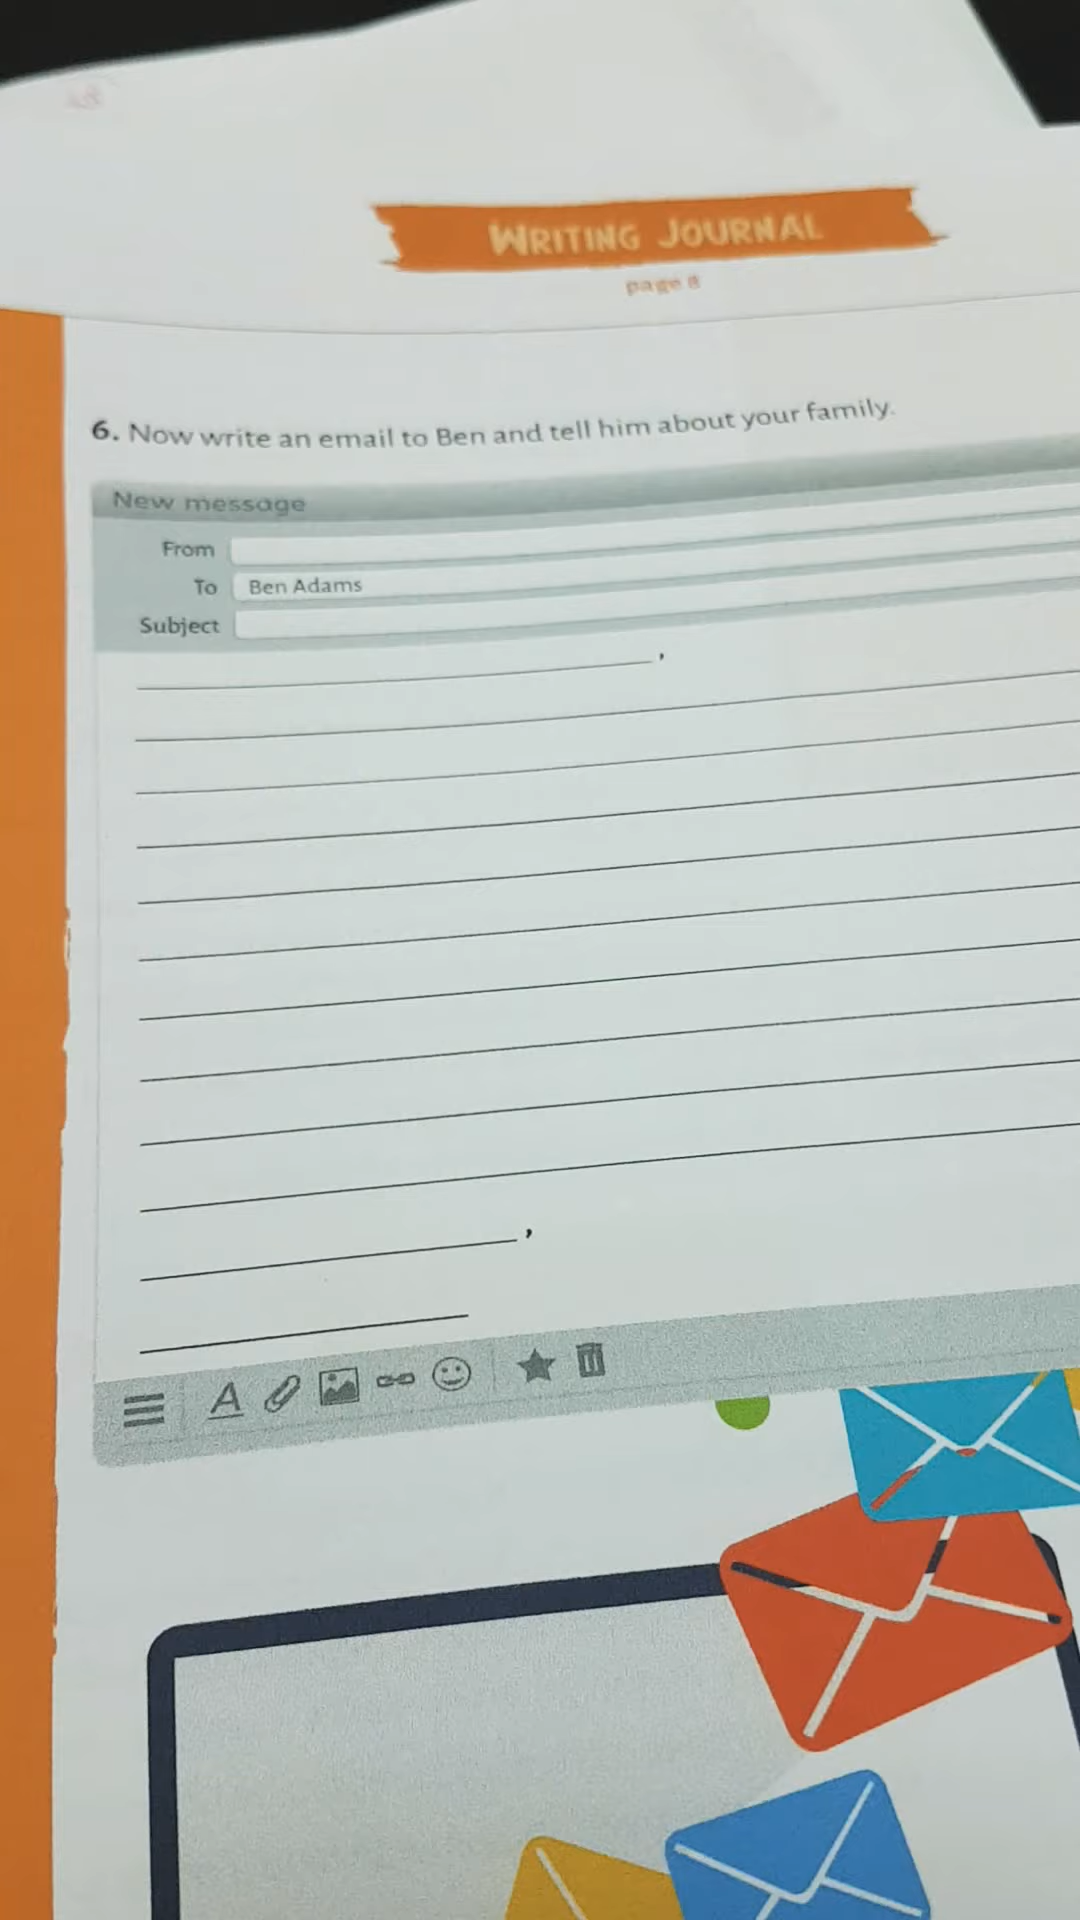 WRITING JOURNAL
page 8
6. Now write an email to Ben and tell him about your family.
New message
From
To Ben Adams
Subject
,
,
A